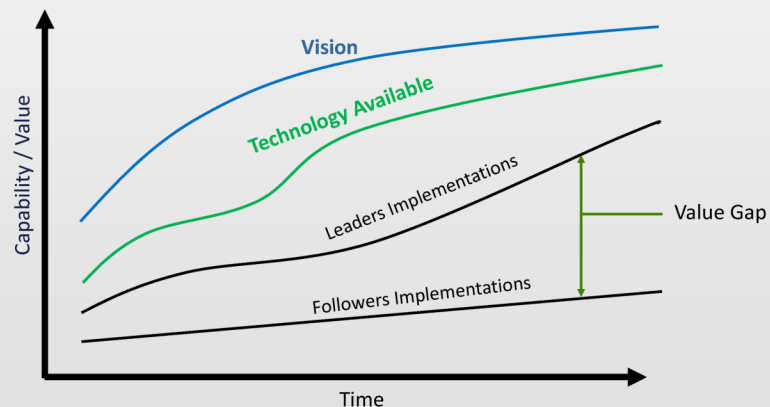 Vision
Technology Available
Capability / Value
Leaders Implementations
Value Gap
Followers Implementations
Time